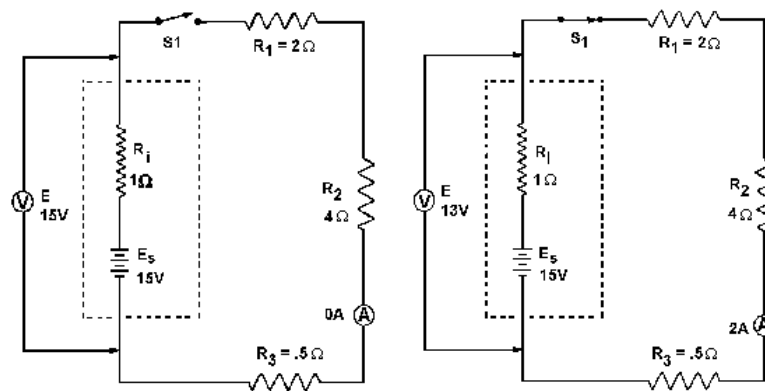 S1
R1 = 2Ω
Ri
1Ω
V
E
15V
R2
4Ω
Es
15V
0A
A
R3 = .5Ω
S1
R1 = 2Ω
RI
1Ω
V
E
13V
R2
4Ω
Es
15V
2A
A
R3 = .5Ω